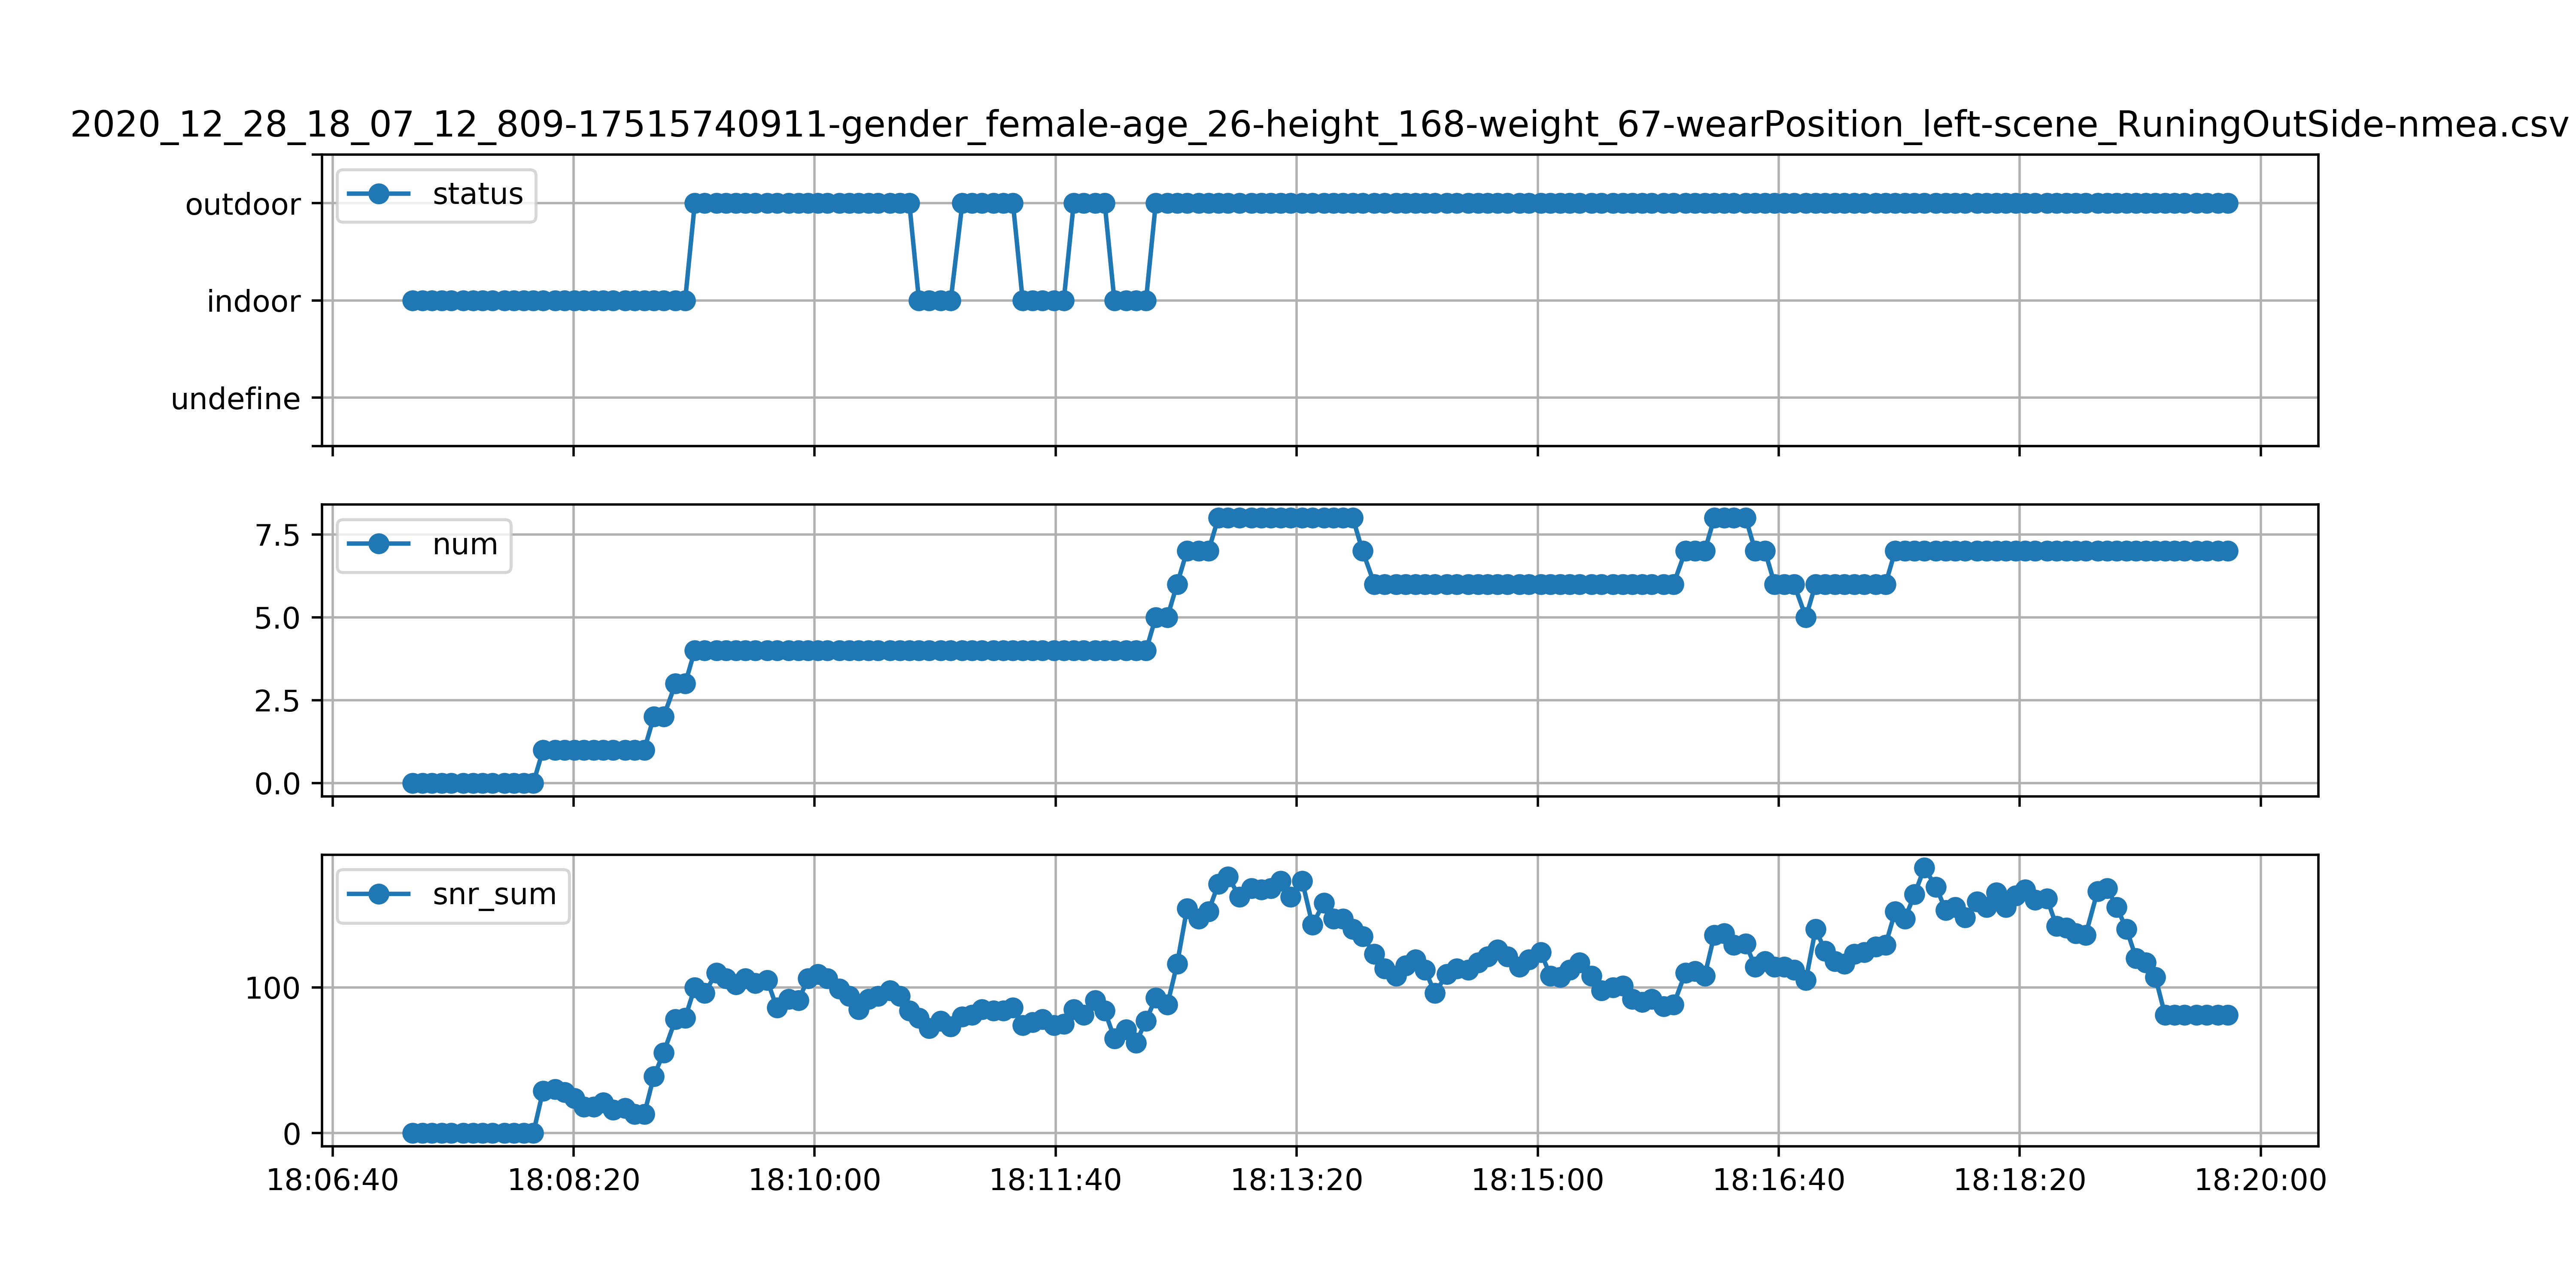 2020_12_28_18_07_12_809-17515740911-gender_female-age_26-height_168-weight_67-wearPosition_left-scene_RuningOutSide-nmea.csv
status
outdoor
indoor
undefine
num
7.5
5.0
2.5
0.0
snr_sum
100
0
18:06:40 18:08:20 18:10:00 18:11:40 18:13:20 18:15:00 18:16:40 18:18:20 18:20:00